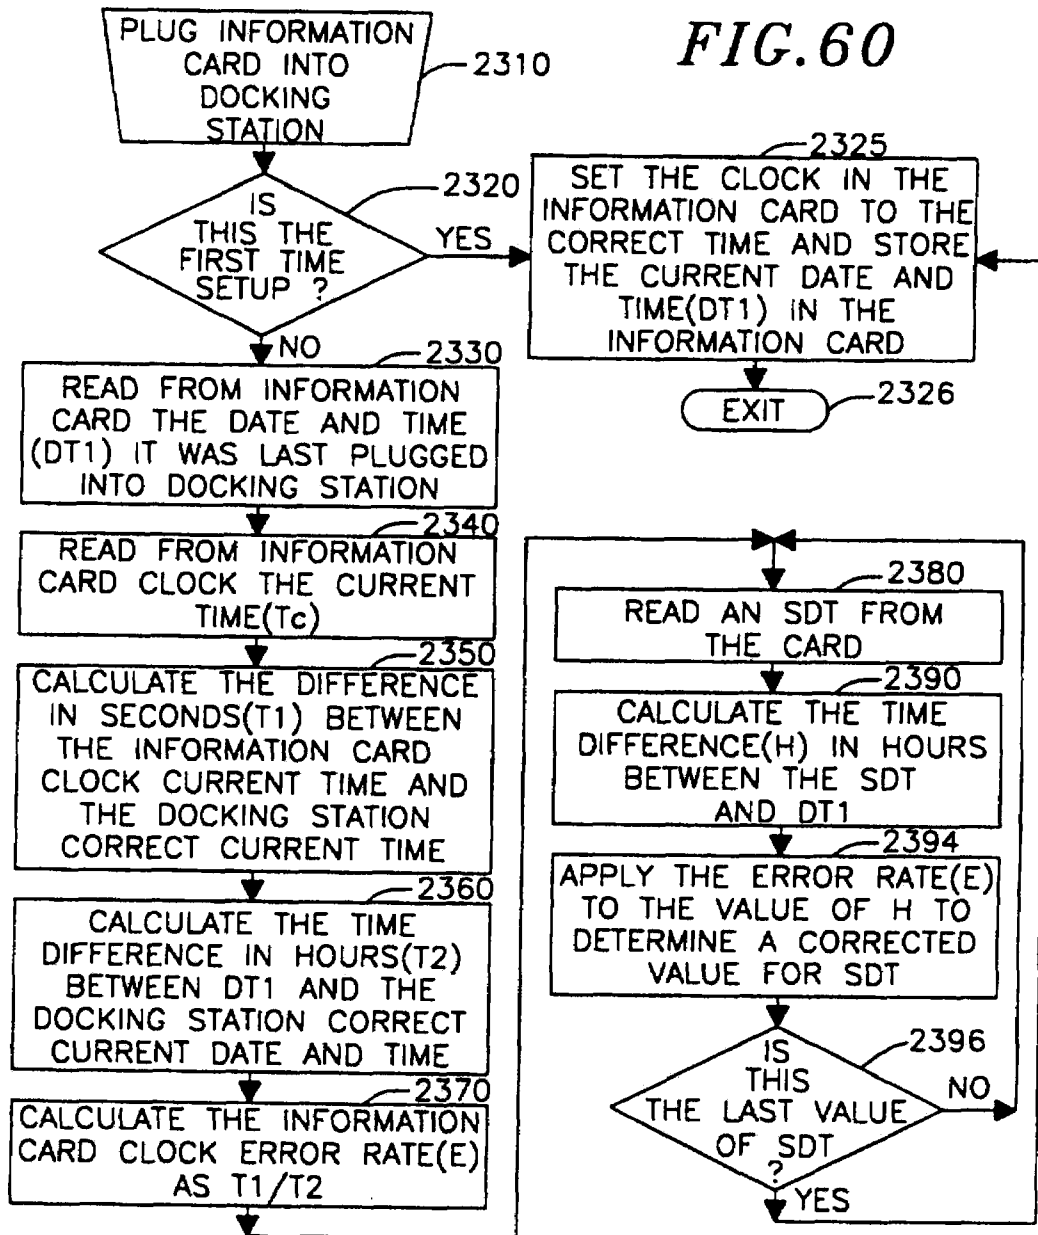 FIG.60
PLUG INFORMATION
CARD INTO
DOCKING
STATION
2310
IS
THIS THE
FIRST TIME
SETUP ?
2320
YES
NO
2325
SET THE CLOCK IN THE
INFORMATION CARD TO THE
CORRECT TIME AND STORE
THE CURRENT DATE AND
TIME(DT1) IN THE
INFORMATION CARD
EXIT
2326
2330
READ FROM INFORMATION
CARD THE DATE AND TIME
(DT1) IT WAS LAST PLUGGED
INTO DOCKING STATION
2340
READ FROM INFORMATION
CARD CLOCK THE CURRENT
TIME(Tc)
2350
CALCULATE THE DIFFERENCE
IN SECONDS(T1) BETWEEN
THE INFORMATION CARD
CLOCK CURRENT TIME AND
THE DOCKING STATION
CORRECT CURRENT TIME
2360
CALCULATE THE TIME
DIFFERENCE IN HOURS(T2)
BETWEEN DT1 AND THE
DOCKING STATION CORRECT
CURRENT DATE AND TIME
2370
CALCULATE THE INFORMATION
CARD CLOCK ERROR RATE(E)
AS T1/T2
2380
READ AN SDT FROM
THE CARD
2390
CALCULATE THE TIME
DIFFERENCE(H) IN HOURS
BETWEEN THE SDT
AND DT1
2394
APPLY THE ERROR RATE(E)
TO THE VALUE OF H TO
DETERMINE A CORRECTED
VALUE FOR SDT
2396
IS
THIS
THE LAST VALUE
OF SDT
?
NO
YES